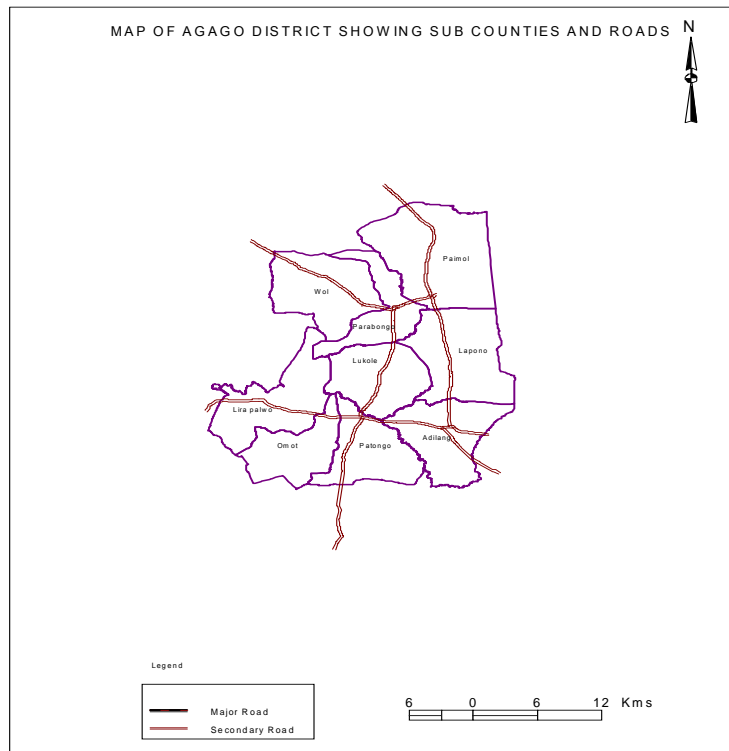 MAP OF AGAGO DISTRICT SHOWING SUB COUNTIES AND ROADS
N
Paimol
Wol
Parabongo
Lapono
Lukole
Lira palwo
Adilang
Omot
Patongo
Legend
Major Road
Secondary Road
6 0 6 12 Kms